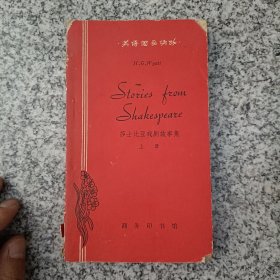 ·英语简易读物·
H.G.Wyatt
Stories from
Shakespeare
莎士比亚戏剧故事集
上册
商务印书馆